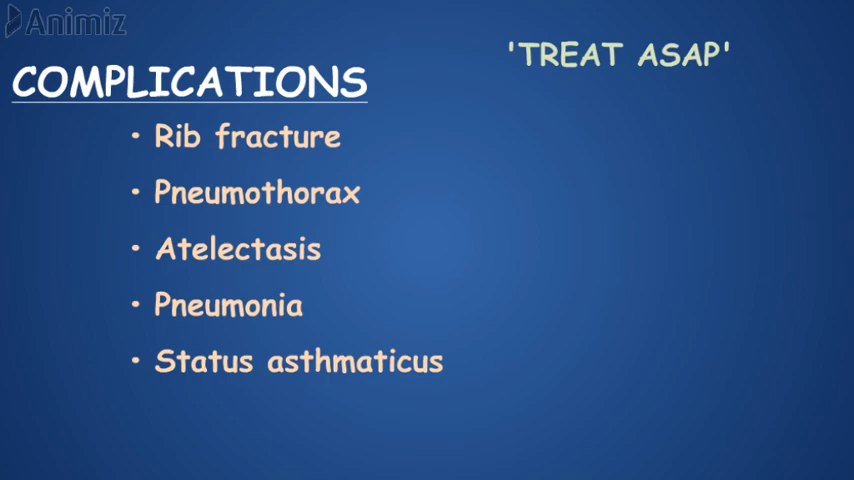 Animiz
'TREAT ASAP'
COMPLICATIONS
• Rib fracture
• Pneumothorax
• Atelectasis
• Pneumonia
• Status asthmaticus